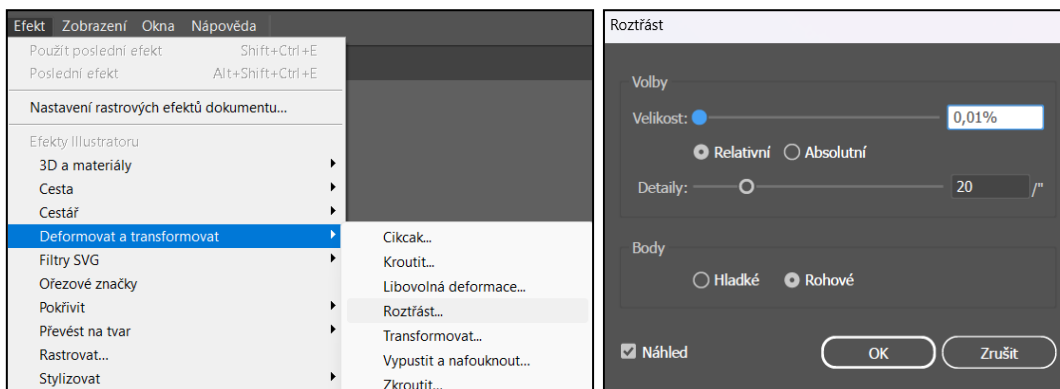 Efekt Zobrazení Okna Nápověda
Použít poslední efekt Shift+Ctrl+E
Poslední efekt Alt+Shift+Ctrl+E
Nastavení rastrových efektů dokumentu...
Efekty Illustratoru
3D a materiály
Cesta
Cestář
Deformovat a transformovat
Filtry SVG
Ořezové značky
Pokřivit
Převést na tvar
Rastrovat...
Stylizovat
Cikcak...
Kroutit...
Libovolná deformace...
Roztřást...
Transformovat...
Vypustit a nafouknout...
Zkroutit...
Roztřást
Volby
Velikost: 0,01%
Relativní Absolutní
Detaily: 20 /"
Body
Hladké Rohové
Náhled OK Zrušit